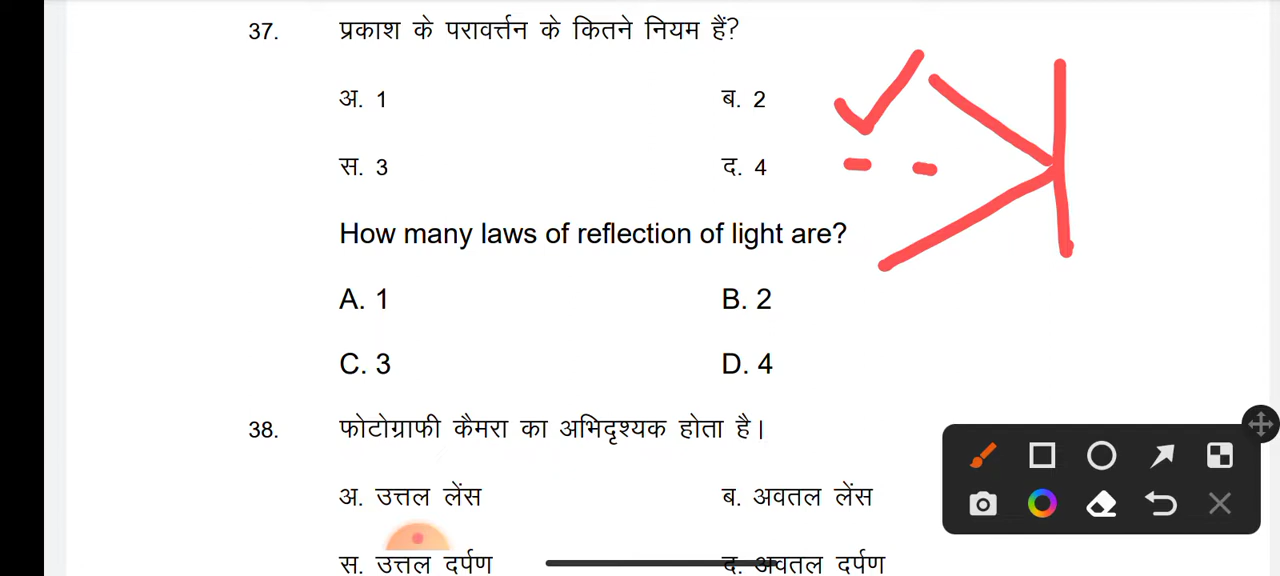 37. प्रकाश के परावर्त्तन के कितने नियम हैं?
अ. 1 ब. 2
स. 3 द. 4
How many laws of reflection of light are?
A. 1 B. 2
C. 3 D. 4
38. फोटोग्राफी कैमरा का अभिदृश्यक होता है।
अ. उत्तल लेंस ब. अवतल लेंस
स. उत्तल दर्पण द. अवतल दर्पण